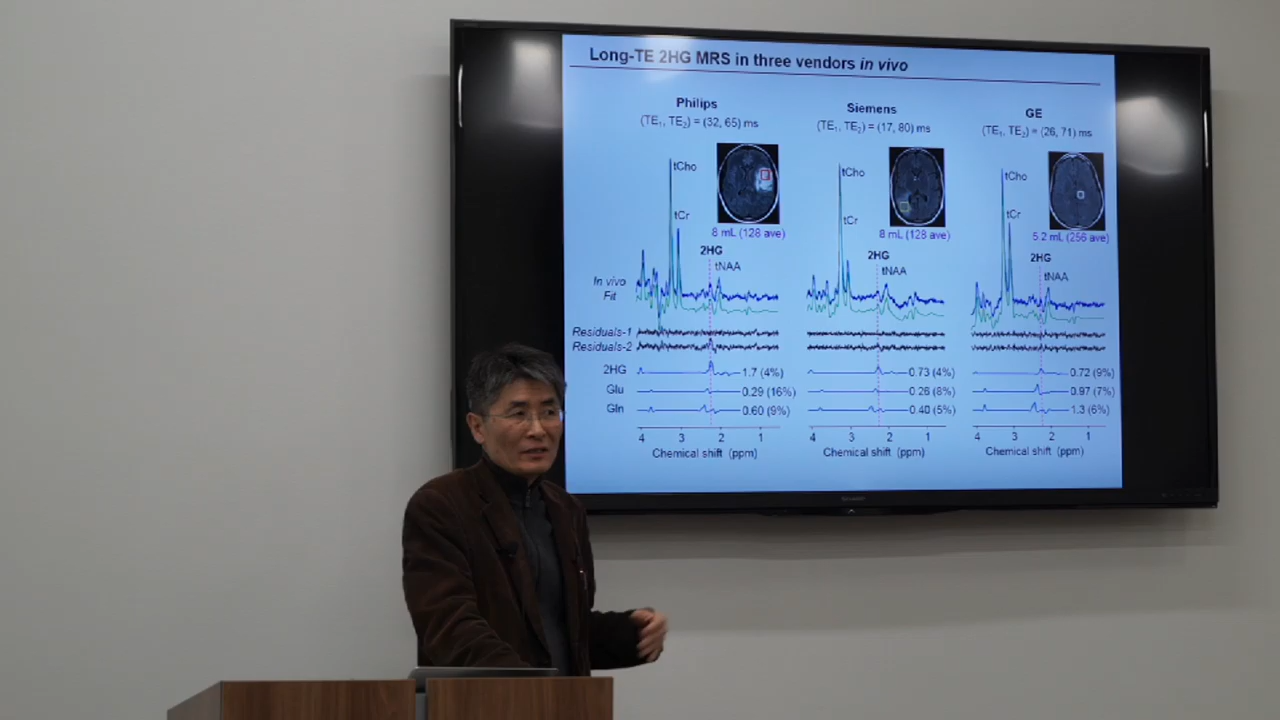 Long-TE 2HG MRS in three vendors in vivo
Philips
(TE1, TE2) = (32, 65) ms
tCho
tCr
8 mL (128 ave)
2HG
tNAA
In vivo
Fit
Residuals-1
Residuals-2
2HG 1.7 (4%)
Glu 0.29 (16%)
Gln 0.60 (9%)
4 3 2 1
Chemical shift (ppm)
Siemens
(TE1, TE2) = (17, 80) ms
tCho
tCr
8 mL (128 ave)
2HG
tNAA
0.73 (4%)
0.26 (8%)
0.40 (5%)
4 3 2 1
Chemical shift (ppm)
GE
(TE1, TE2) = (26, 71) ms
tCho
tCr
5.2 mL (256 ave)
2HG
tNAA
0.72 (9%)
0.97 (7%)
1.3 (6%)
4 3 2 1
Chemical shift (ppm)
SHARP